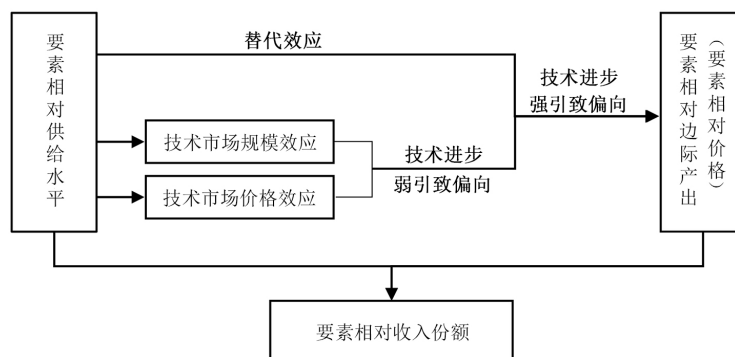 要素相对供给水平
替代效应
技术市场规模效应
技术市场价格效应
技术进步
弱引致偏向
技术进步
强引致偏向
(要素相对价格)
要素相对边际产出
要素相对收入份额